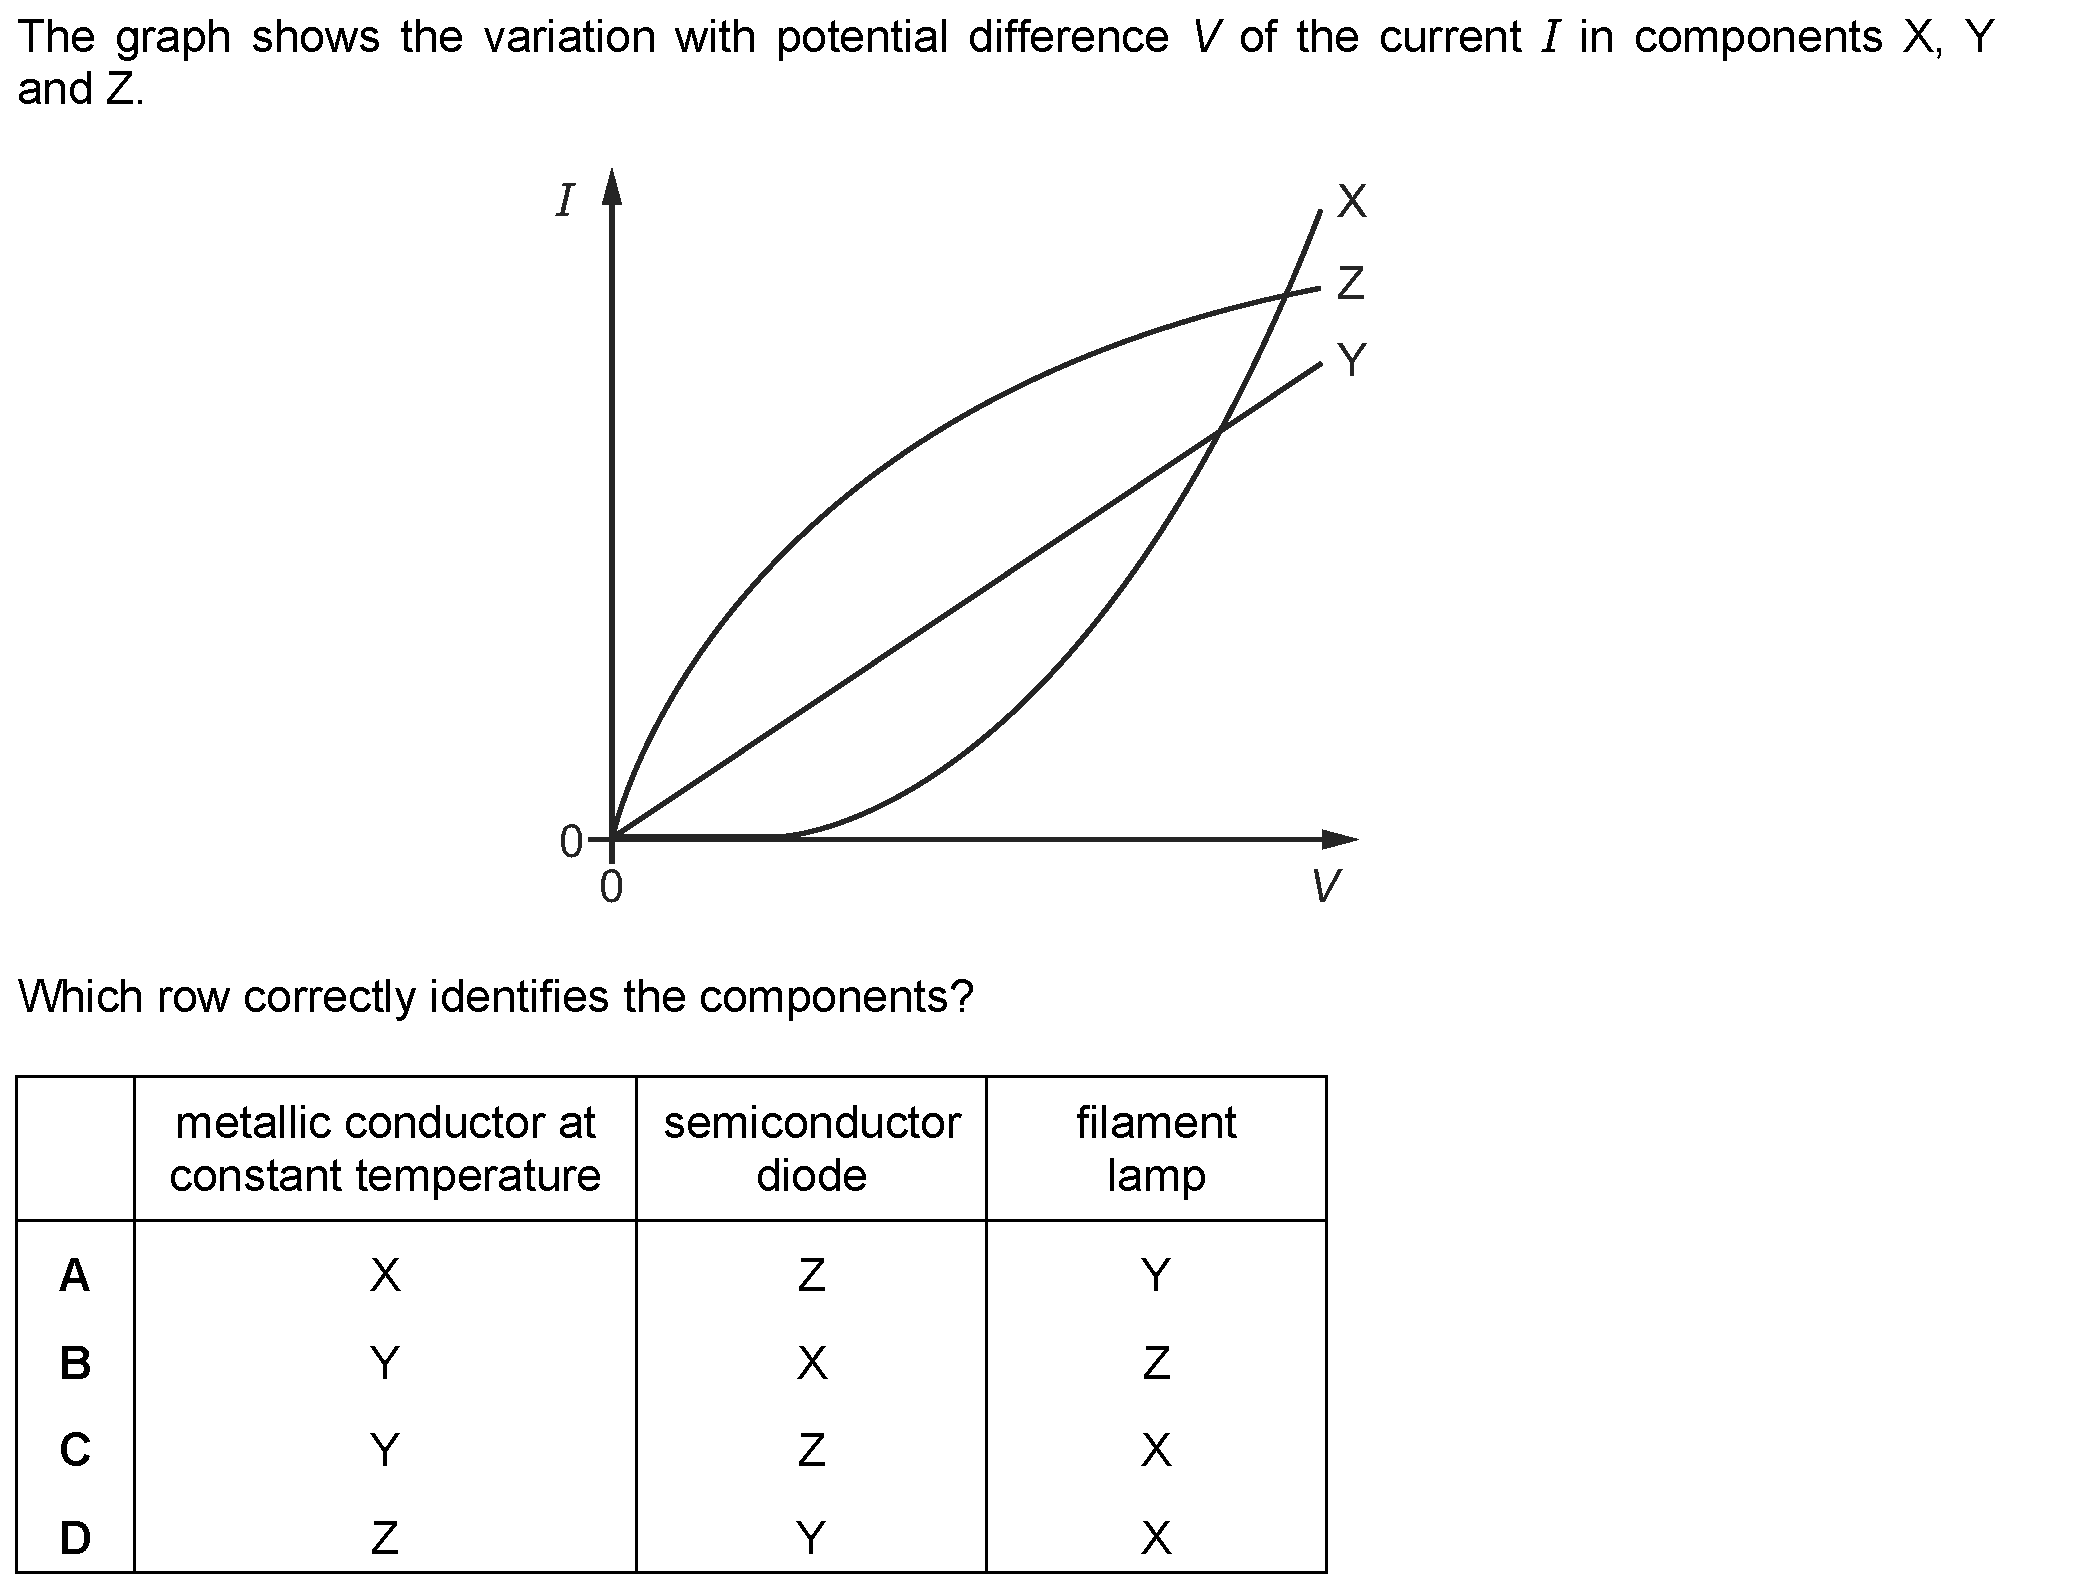 The graph shows the variation with potential difference V of the current I in components X, Y
and Z.
I
X
Z
Y
0
0
V
Which row correctly identifies the components?
metallic conductor at
constant temperature
semiconductor
diode
filament
lamp
A X Z Y
B Y X Z
C Y Z X
D Z Y X